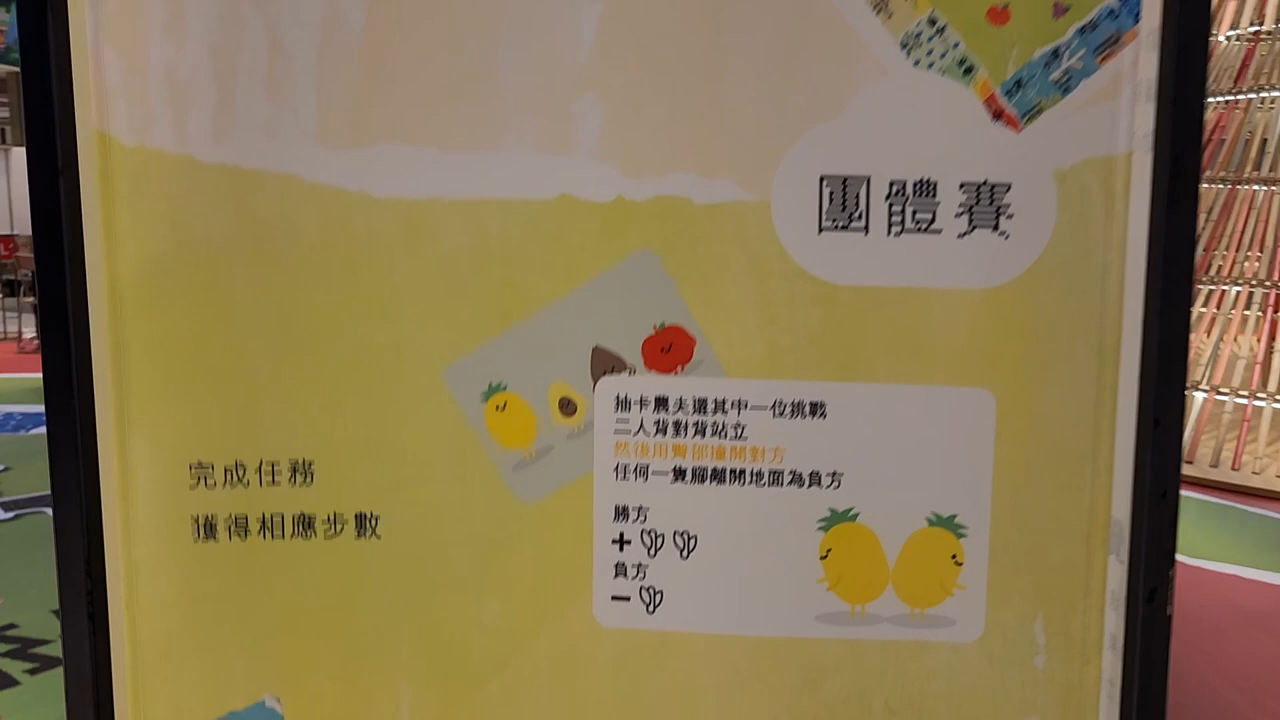 團體賽
完成任務
獲得相應步數
抽卡農夫選其中一位挑戰
二人背對背站立
然後用臀部撞開對方
任何一隻腳離開地面為負方
勝方
+
負方
−